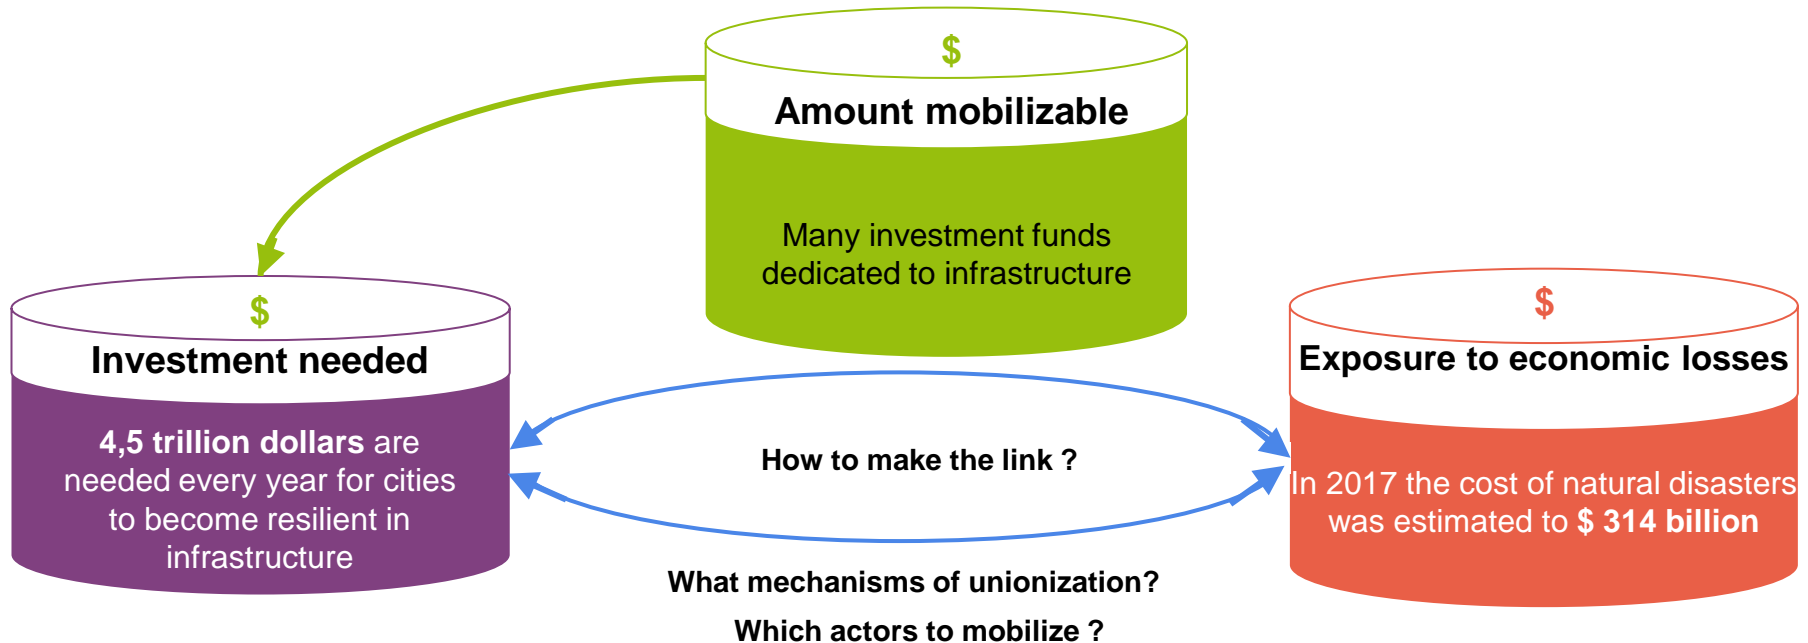 $
Amount mobilizable
Many investment funds
dedicated to infrastructure
$
Investment needed
4,5 trillion dollars are
needed every year for cities
to become resilient in
infrastructure
How to make the link ?
What mechanisms of unionization?
Which actors to mobilize ?
$
Exposure to economic losses
In 2017 the cost of natural disasters
was estimated to $ 314 billion